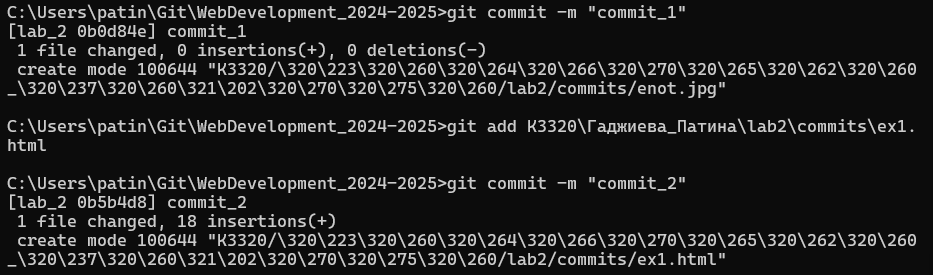 C:\Users\patin\Git\WebDevelopment_2024-2025>git commit -m "commit_1"
[lab_2 0b0d84e] commit_1
 1 file changed, 0 insertions(+), 0 deletions(-)
 create mode 100644 "K3320/\320\223\320\260\320\264\320\266\320\270\320\265\320\262\320\260
_\320\237\320\260\321\202\320\270\320\275\320\260/lab2/commits/enot.jpg"

C:\Users\patin\Git\WebDevelopment_2024-2025>git add K3320\Гаджиева_Патина\lab2\commits\ex1.
html

C:\Users\patin\Git\WebDevelopment_2024-2025>git commit -m "commit_2"
[lab_2 0b5b4d8] commit_2
 1 file changed, 18 insertions(+)
 create mode 100644 "K3320/\320\223\320\260\320\264\320\266\320\270\320\265\320\262\320\260
_\320\237\320\260\321\202\320\270\320\275\320\260/lab2/commits/ex1.html"